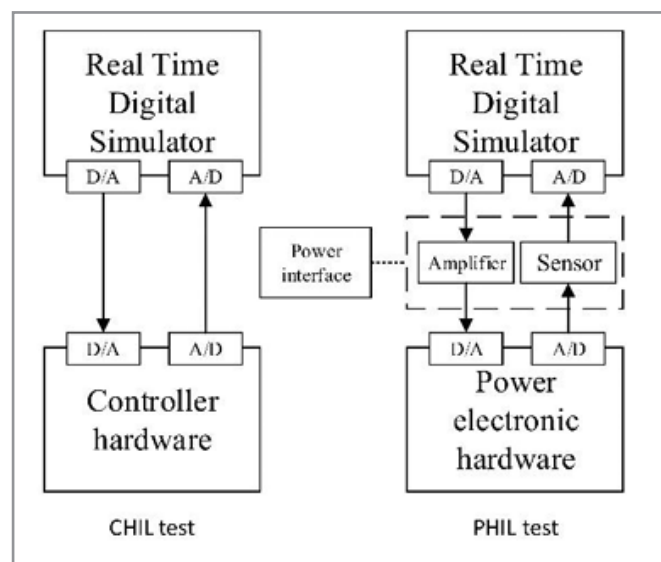 Real Time
Digital
Simulator
D/A
A/D
D/A
A/D
Controller
hardware
CHIL test
Real Time
Digital
Simulator
D/A
A/D
Power
interface
Amplifier
Sensor
D/A
A/D
Power
electronic
hardware
PHIL test